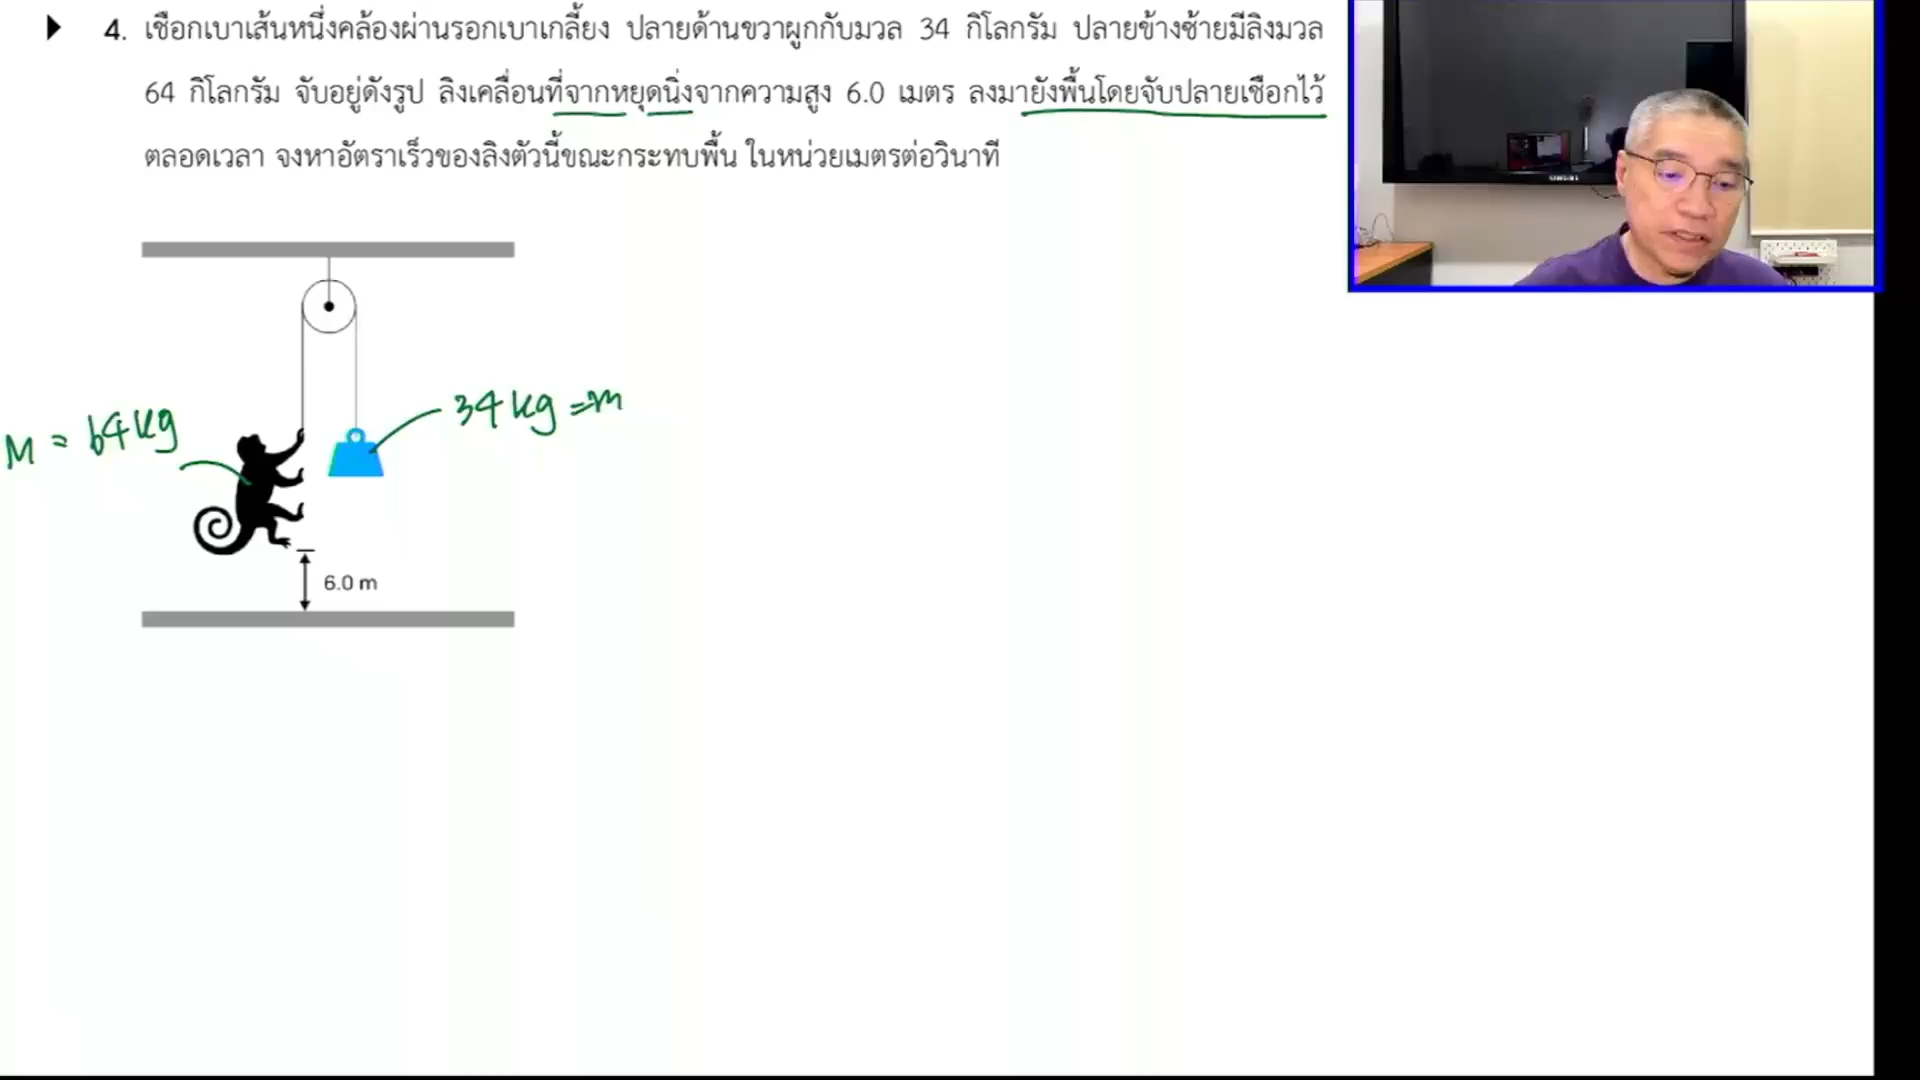 4. เชือกเบาเส้นหนึ่งคล้องผ่านรอกเบาเกลี้ยง ปลายด้านขวาผูกกับมวล 34 กิโลกรัม ปลายข้างซ้ายมีลิงมวล
64 กิโลกรัม จับอยู่ดังรูป ลิงเคลื่อนที่จากหยุดนิ่งจากความสูง 6.0 เมตร ลงมายังพื้นโดยจับปลายเชือกไว้
ตลอดเวลา จงหาอัตราเร็วของลิงตัวนี้ขณะกระทบพื้น ในหน่วยเมตรต่อวินาที
M = 64 kg
34 kg = m
6.0 m
SAMSUNG